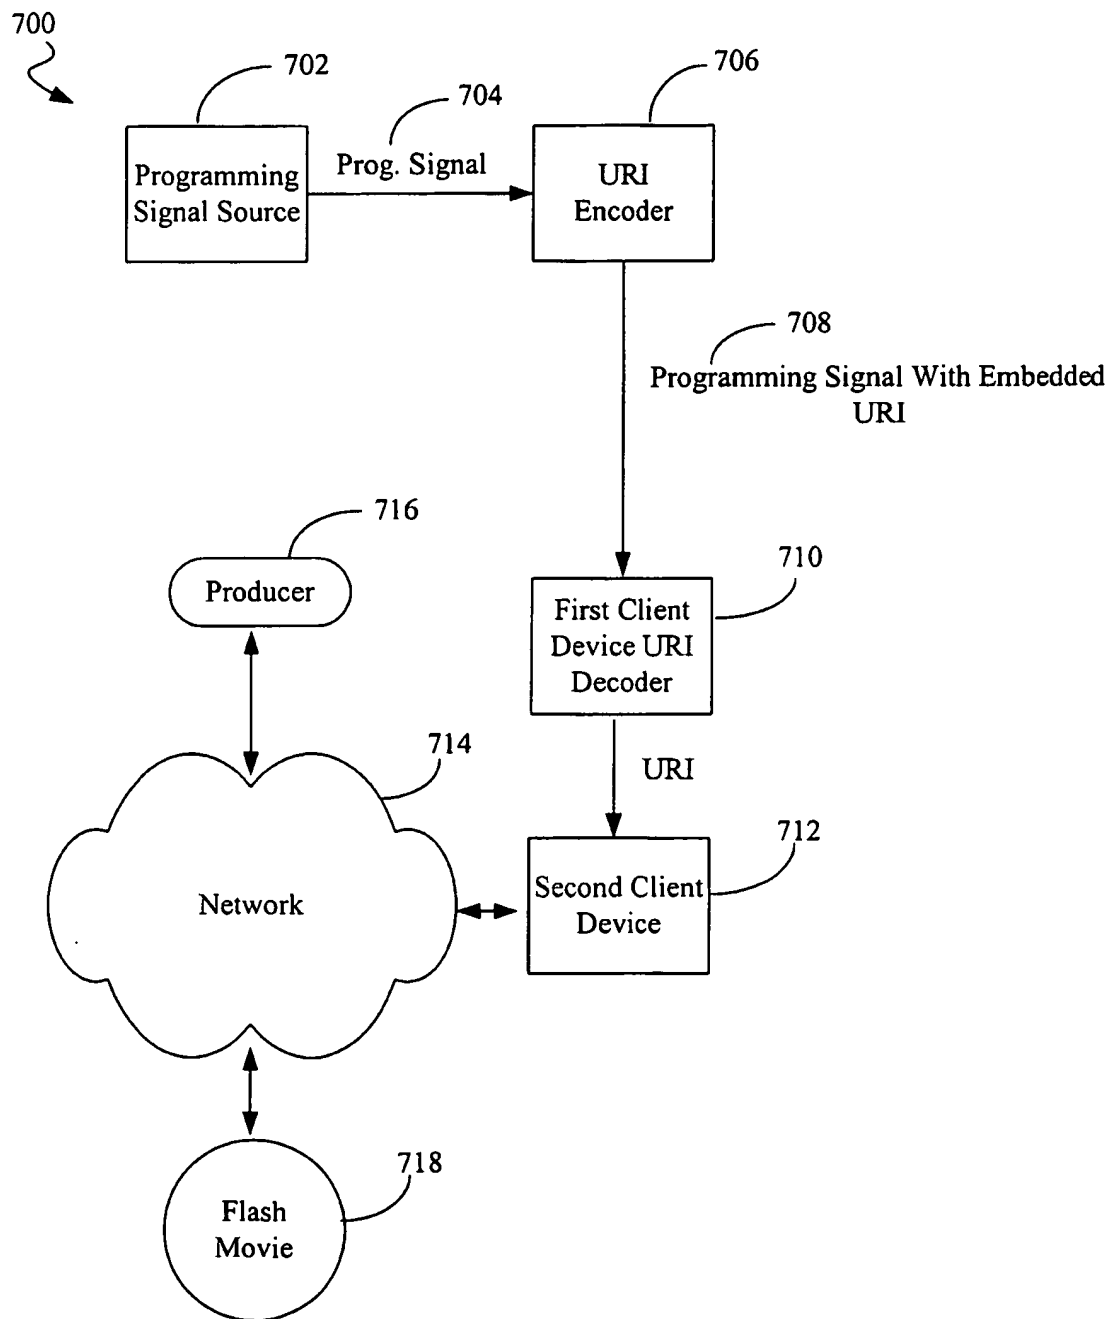 700
702
704
706
Programming
Signal Source
Prog. Signal
URI
Encoder
708
Programming Signal With Embedded
URI
716
Producer
710
First Client
Device URI
Decoder
714
URI
712
Network
Second Client
Device
718
Flash
Movie